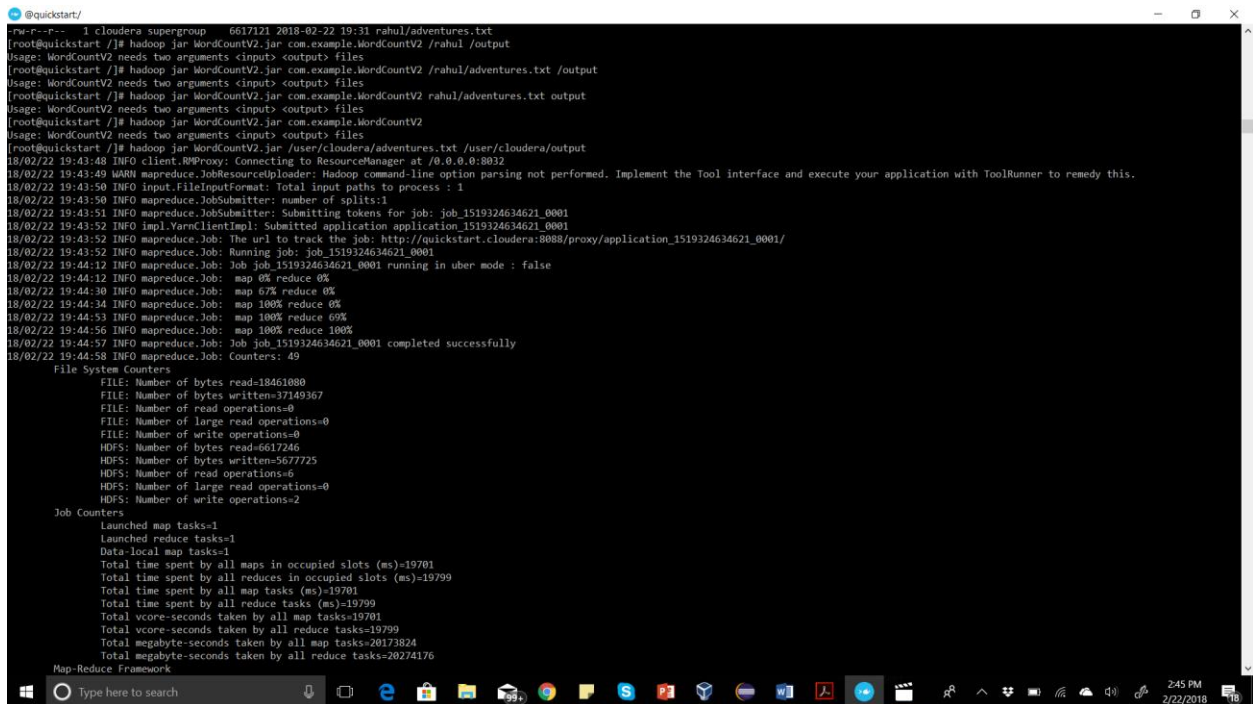 @quickstart:/
-rw-r--r--   1 cloudera supergroup    6617121 2018-02-22 19:31 rahul/adventures.txt
[root@quickstart /]# hadoop jar WordCountV2.jar com.example.WordCountV2 /rahul /output
Usage: WordCountV2 needs two arguments <input> <output> files
[root@quickstart /]# hadoop jar WordCountV2.jar com.example.WordCountV2 /rahul/adventures.txt /output
Usage: WordCountV2 needs two arguments <input> <output> files
[root@quickstart /]# hadoop jar WordCountV2.jar com.example.WordCountV2 rahul/adventures.txt output
Usage: WordCountV2 needs two arguments <input> <output> files
[root@quickstart /]# hadoop jar WordCountV2.jar com.example.WordCountV2
Usage: WordCountV2 needs two arguments <input> <output> files
[root@quickstart /]# hadoop jar WordCountV2.jar /user/cloudera/adventures.txt /user/cloudera/output
18/02/22 19:43:48 INFO client.RMProxy: Connecting to ResourceManager at /0.0.0.0:8032
18/02/22 19:43:49 WARN mapreduce.JobResourceUploader: Hadoop command-line option parsing not performed. Implement the Tool interface and execute your application with ToolRunner to remedy this.
18/02/22 19:43:50 INFO input.FileInputFormat: Total input paths to process : 1
18/02/22 19:43:50 INFO mapreduce.JobSubmitter: number of splits:1
18/02/22 19:43:51 INFO mapreduce.JobSubmitter: Submitting tokens for job: job_1519324634621_0001
18/02/22 19:43:52 INFO impl.YarnClientImpl: Submitted application application_1519324634621_0001
18/02/22 19:43:52 INFO mapreduce.Job: The url to track the job: http://quickstart.cloudera:8088/proxy/application_1519324634621_0001/
18/02/22 19:43:52 INFO mapreduce.Job: Running job: job_1519324634621_0001
18/02/22 19:44:12 INFO mapreduce.Job: Job job_1519324634621_0001 running in uber mode : false
18/02/22 19:44:12 INFO mapreduce.Job:  map 0% reduce 0%
18/02/22 19:44:30 INFO mapreduce.Job:  map 67% reduce 0%
18/02/22 19:44:34 INFO mapreduce.Job:  map 100% reduce 0%
18/02/22 19:44:53 INFO mapreduce.Job:  map 100% reduce 69%
18/02/22 19:44:56 INFO mapreduce.Job:  map 100% reduce 100%
18/02/22 19:44:57 INFO mapreduce.Job: Job job_1519324634621_0001 completed successfully
18/02/22 19:44:58 INFO mapreduce.Job: Counters: 49
File System Counters
FILE: Number of bytes read=18461080
FILE: Number of bytes written=37149367
FILE: Number of read operations=0
FILE: Number of large read operations=0
FILE: Number of write operations=0
HDFS: Number of bytes read=6617246
HDFS: Number of bytes written=5677725
HDFS: Number of read operations=6
HDFS: Number of large read operations=0
HDFS: Number of write operations=2
Job Counters
Launched map tasks=1
Launched reduce tasks=1
Data-local map tasks=1
Total time spent by all maps in occupied slots (ms)=19701
Total time spent by all reduces in occupied slots (ms)=19799
Total time spent by all map tasks (ms)=19701
Total time spent by all reduce tasks (ms)=19799
Total vcore-seconds taken by all map tasks=19701
Total vcore-seconds taken by all reduce tasks=19799
Total megabyte-seconds taken by all map tasks=20173824
Total megabyte-seconds taken by all reduce tasks=20274176
Map-Reduce Framework
Type here to search
99+
2:45 PM
2/22/2018
18